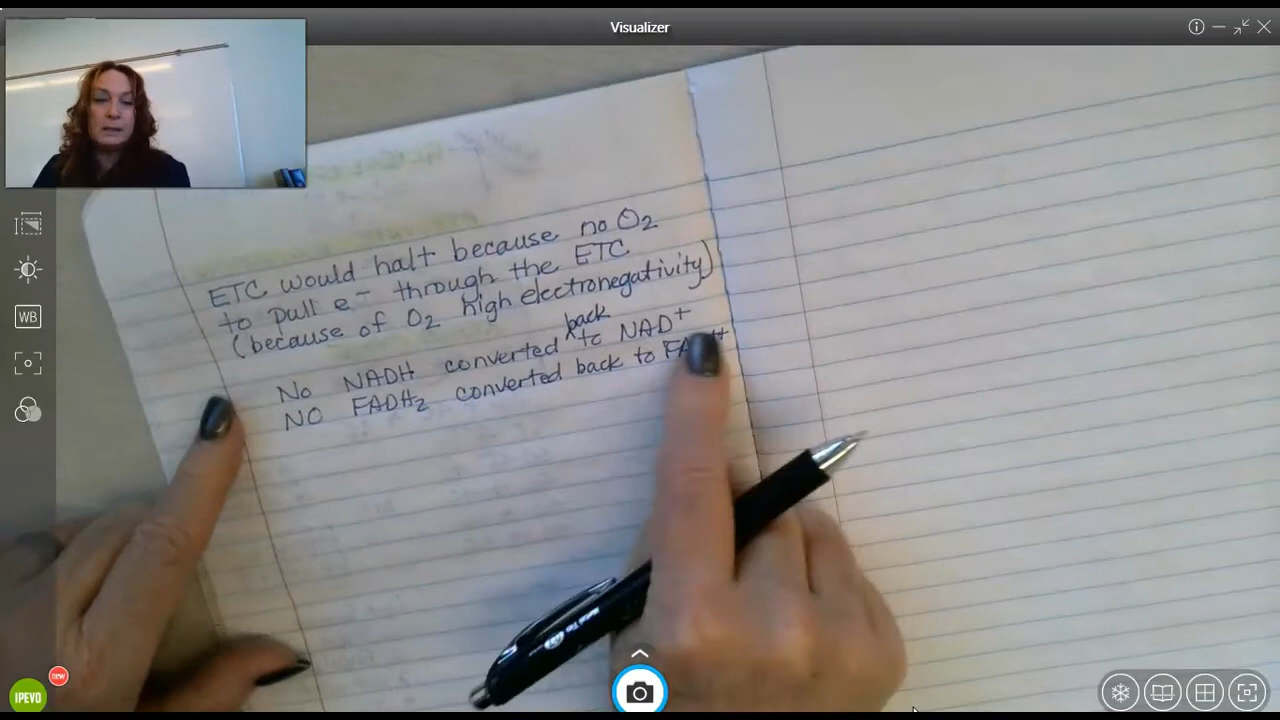 Visualizer
WB
ETC would halt because no O₂
to pull e- through the ETC
(because of O₂ high electronegativity)
back
No NADH converted to NAD⁺
NO FADH₂ converted back to
IPEVO
new